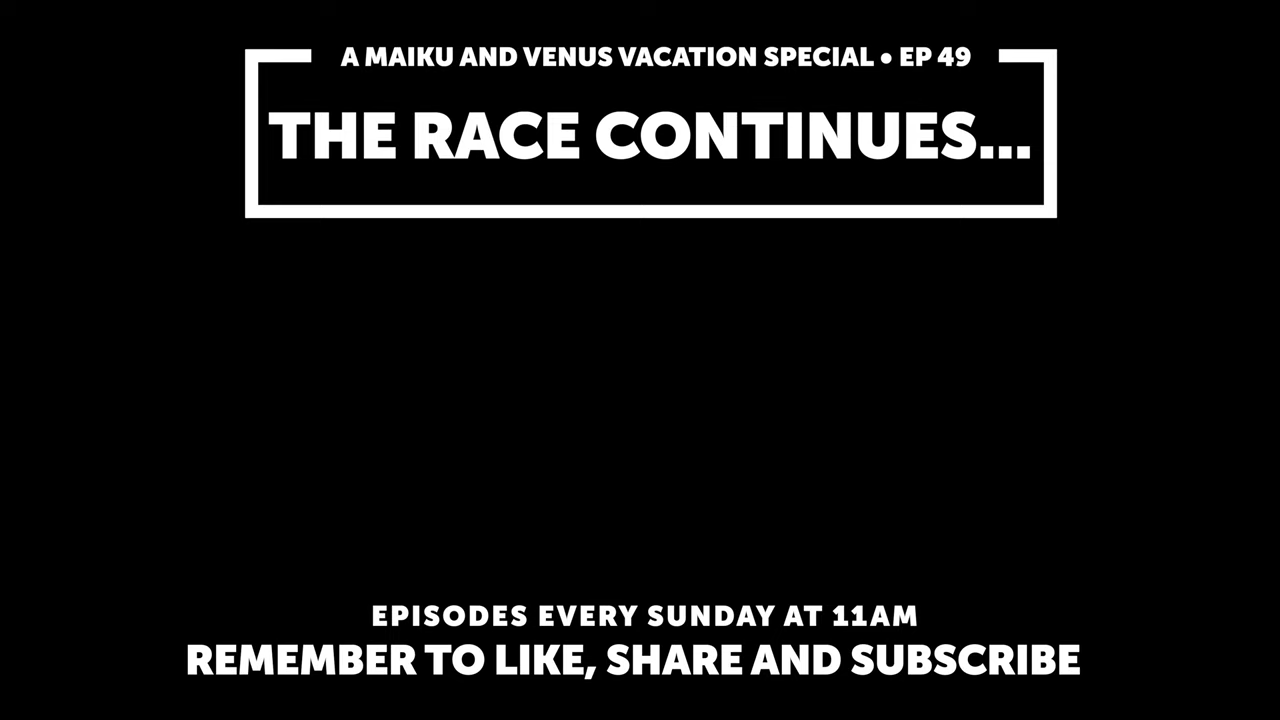 A MAIKU AND VENUS VACATION SPECIAL • EP 49
THE RACE CONTINUES...
EPISODES EVERY SUNDAY AT 11AM
REMEMBER TO LIKE, SHARE AND SUBSCRIBE